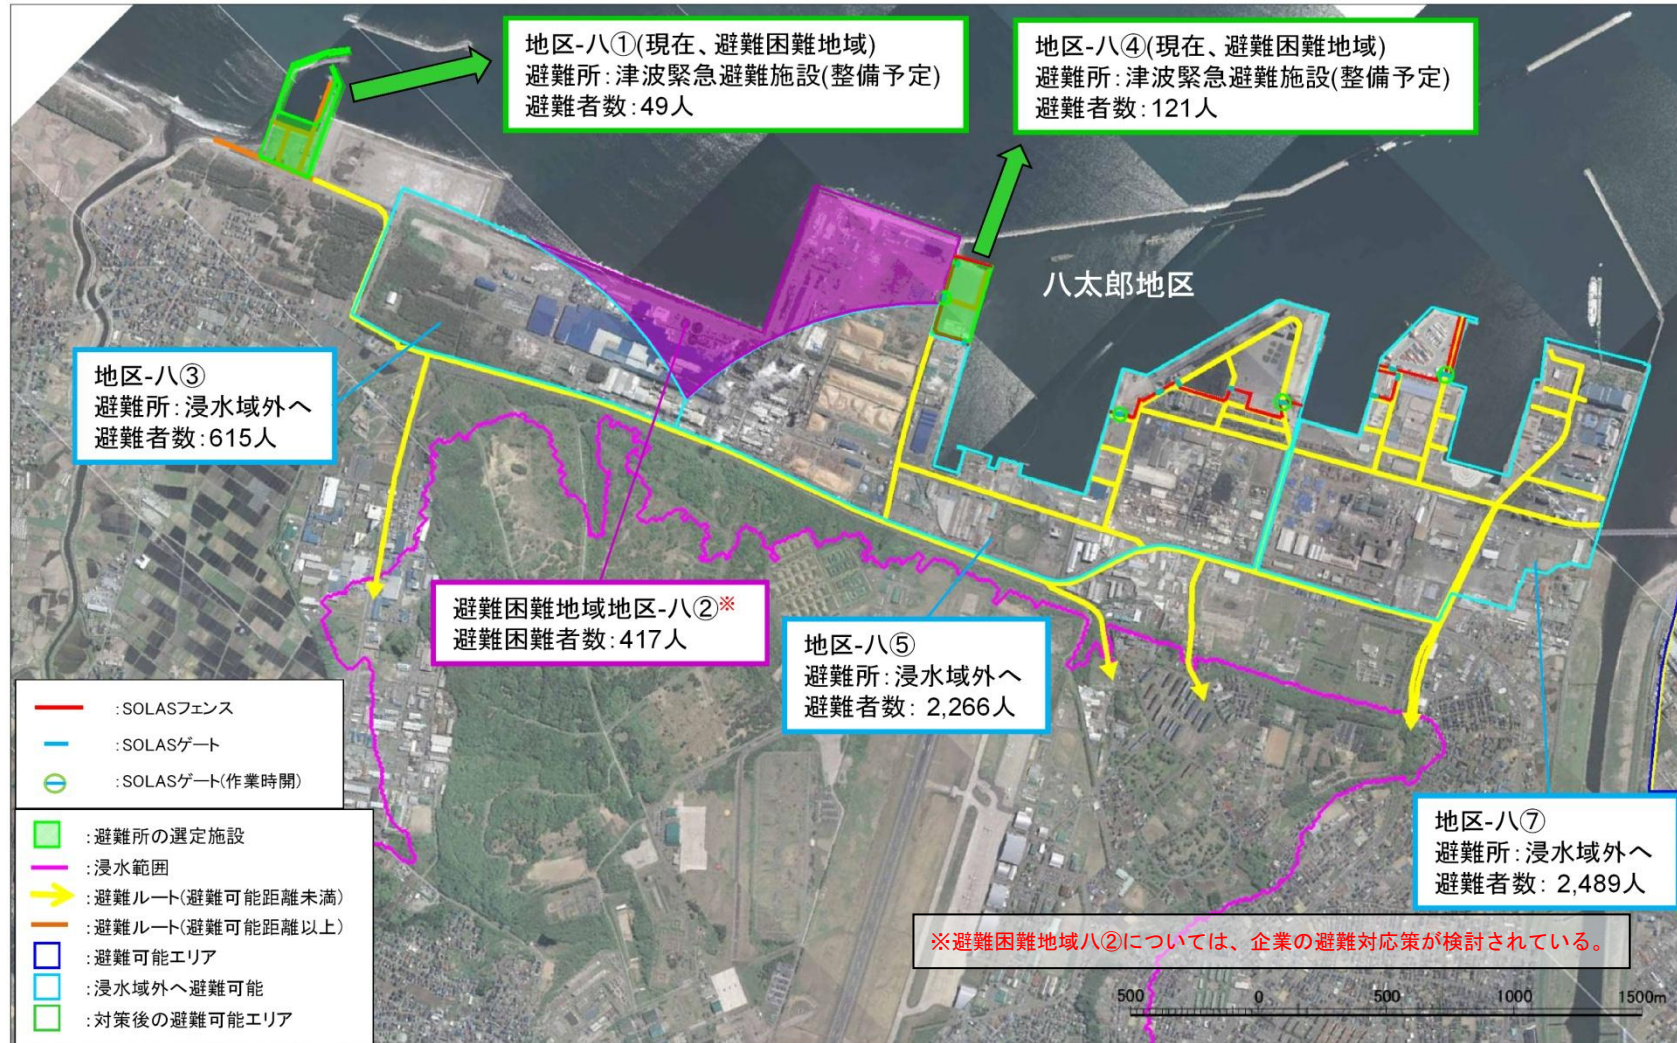 地区-八①(現在、避難困難地域)
避難所：津波緊急避難施設(整備予定)
避難者数：49人
地区-八④(現在、避難困難地域)
避難所：津波緊急避難施設(整備予定)
避難者数：121人
八太郎地区
地区-八③
避難所：浸水域外へ
避難者数：615人
避難困難地域地区-八②※
避難困難者数：417人
地区-八⑤
避難所：浸水域外へ
避難者数： 2,266人
地区-八⑦
避難所：浸水域外へ
避難者数： 2,489人
：SOLASフェンス
：SOLASゲート
：SOLASゲート(作業時開)
：避難所の選定施設
：浸水範囲
：避難ルート(避難可能距離未満)
：避難ルート(避難可能距離以上)
：避難可能エリア
：浸水域外へ避難可能
：対策後の避難可能エリア
※避難困難地域八②については、企業の避難対応策が検討されている。
500 0 500 1000 1500m